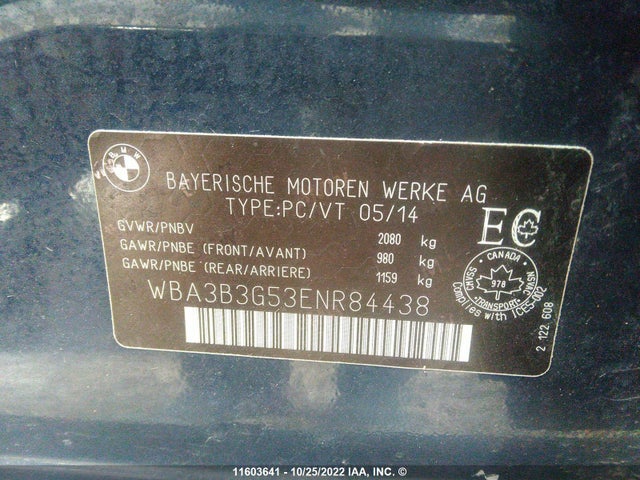 BMW
BAYERISCHE MOTOREN WERKE AG
TYPE:PC/VT 05/14
GVWR/PNBV 2080 kg
GAWR/PNBE (FRONT/AVANT) 980 kg
GAWR/PNBE (REAR/ARRIERE) 1159 kg
WBA3B3G53ENR84438
EC
CANADA
CMVSS
NSVAC
978
TRANSPORT
Complies with / ICES-002
2 122 608
11603641 - 10/25/2022 IAA, INC. ©